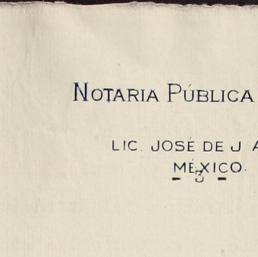 NOTARIA PÚBLICA
LIC. JOSÉ DE J A
MÉXICO.
- 3 -